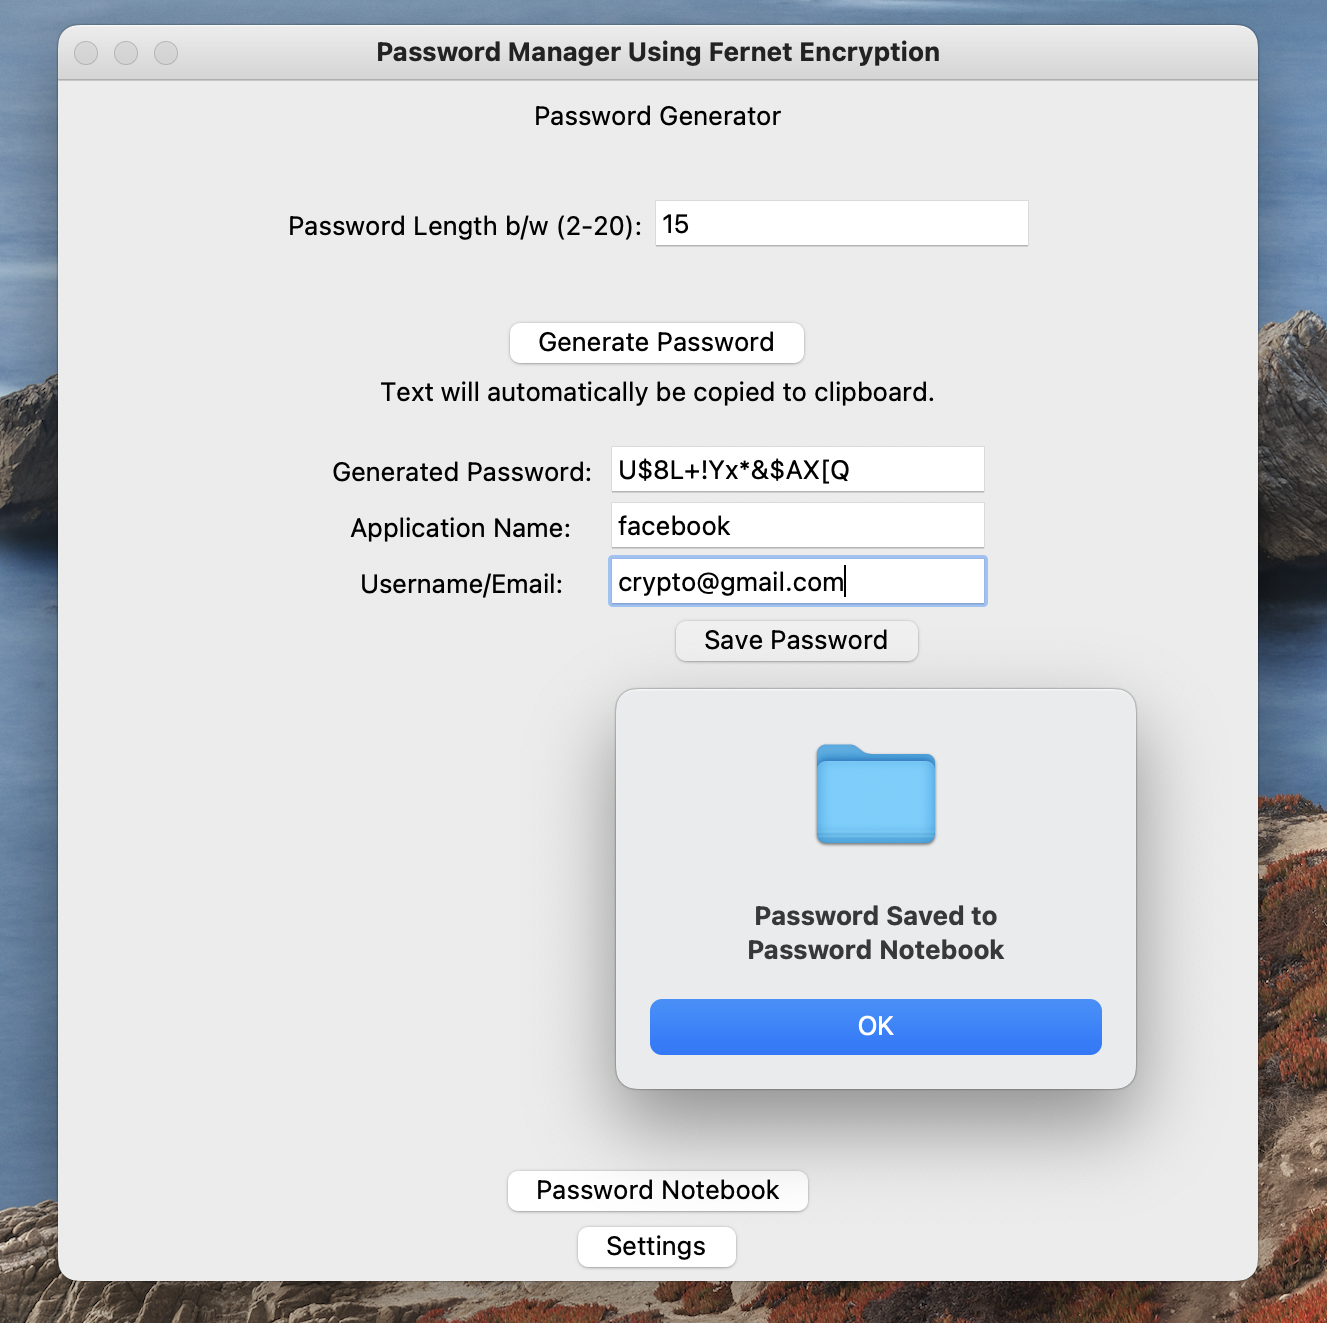 Password Manager Using Fernet Encryption
Password Generator
Password Length b/w (2-20): 15
Generate Password
Text will automatically be copied to clipboard.
Generated Password: U$8L+!Yx*&$AX[Q
Application Name: facebook
Username/Email: crypto@gmail.com
Save Password
Password Saved to
Password Notebook
OK
Password Notebook
Settings